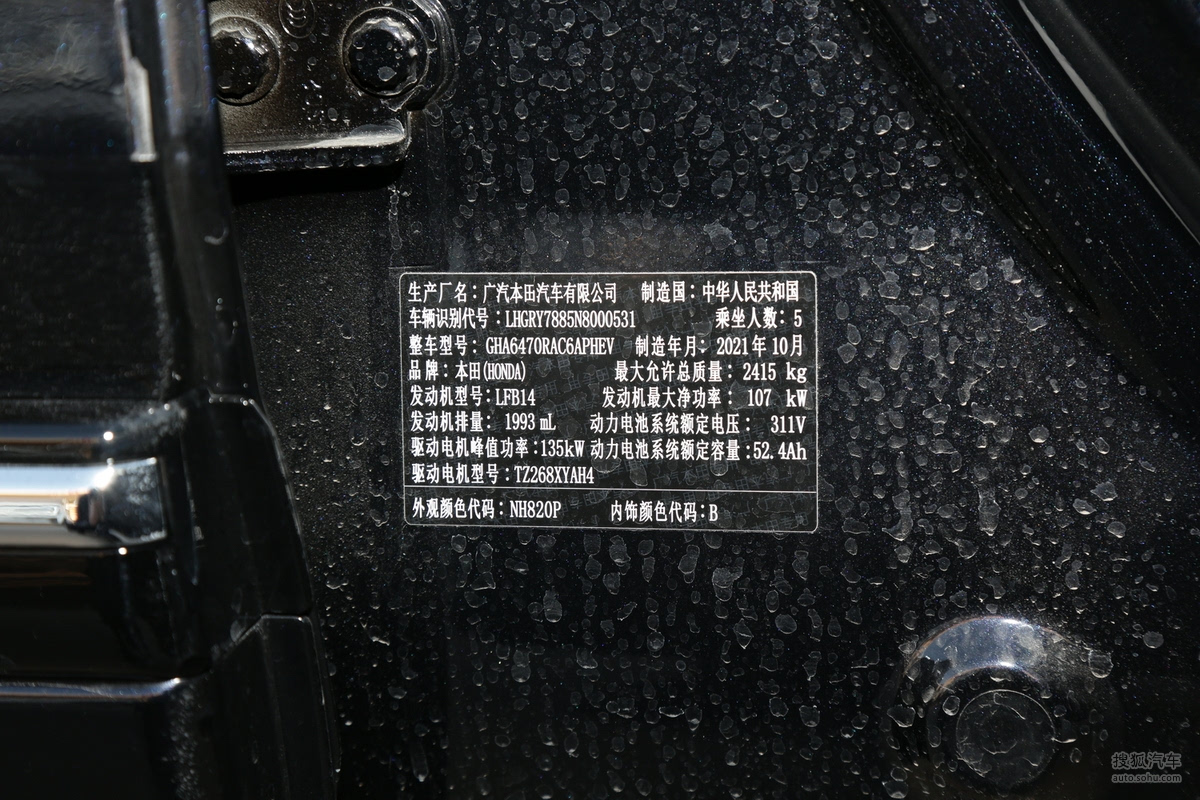 生产厂名：广汽本田汽车有限公司 制造国：中华人民共和国
车辆识别代号：LHGRY7885N8000531 乘坐人数：5
整车型号：GHA6470RAC6APHEV 制造年月：2021年10月
品牌：本田(HONDA) 最大允许总质量：2415 kg
发动机型号：LFB14 发动机最大净功率：107 kW
发动机排量：1993 mL 动力电池系统额定电压：311V
驱动电机峰值功率：135kW 动力电池系统额定容量：52.4Ah
驱动电机型号：TZ268XYAH4
外观颜色代码：NH820P 内饰颜色代码：B
搜狐汽车
auto.sohu.com